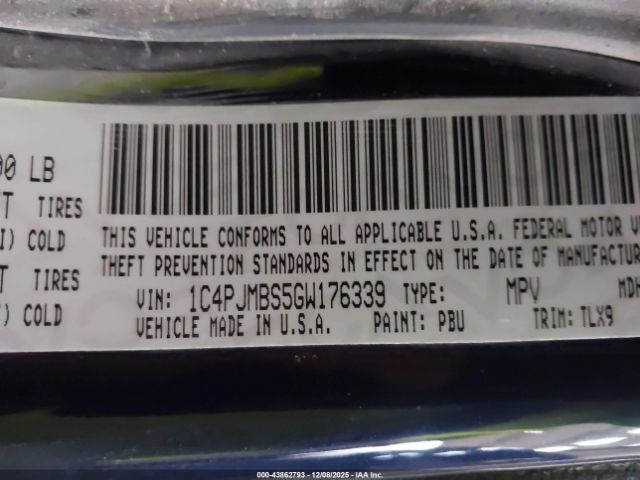 00 LB
T TIRES
I) COLD
T TIRES
) COLD
THIS VEHICLE CONFORMS TO ALL APPLICABLE U.S.A. FEDERAL MOTOR V
THEFT PREVENTION STANDARDS IN EFFECT ON THE DATE OF MANUFACTUR
VIN: 1C4PJMBS5GW176339 TYPE: MPV MDH
VEHICLE MADE IN U.S.A. PAINT: PBU TRIM: TLX9
000-43862793 - 12/08/2025 - IAA Inc.